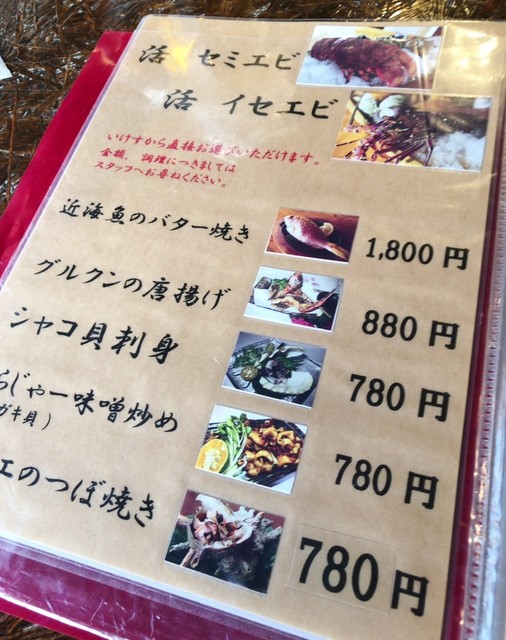 活 セミエビ
活 イセエビ
いけすから直接お選びいただけます。
金額、調理につきましては
スタッフへお尋ねください。
近海魚のバター焼き 1,800円
グルクンの唐揚げ 880円
シャコ貝刺身 780円
らじゃー味噌炒め 780円
ガキ貝)
エのつぼ焼き 780円